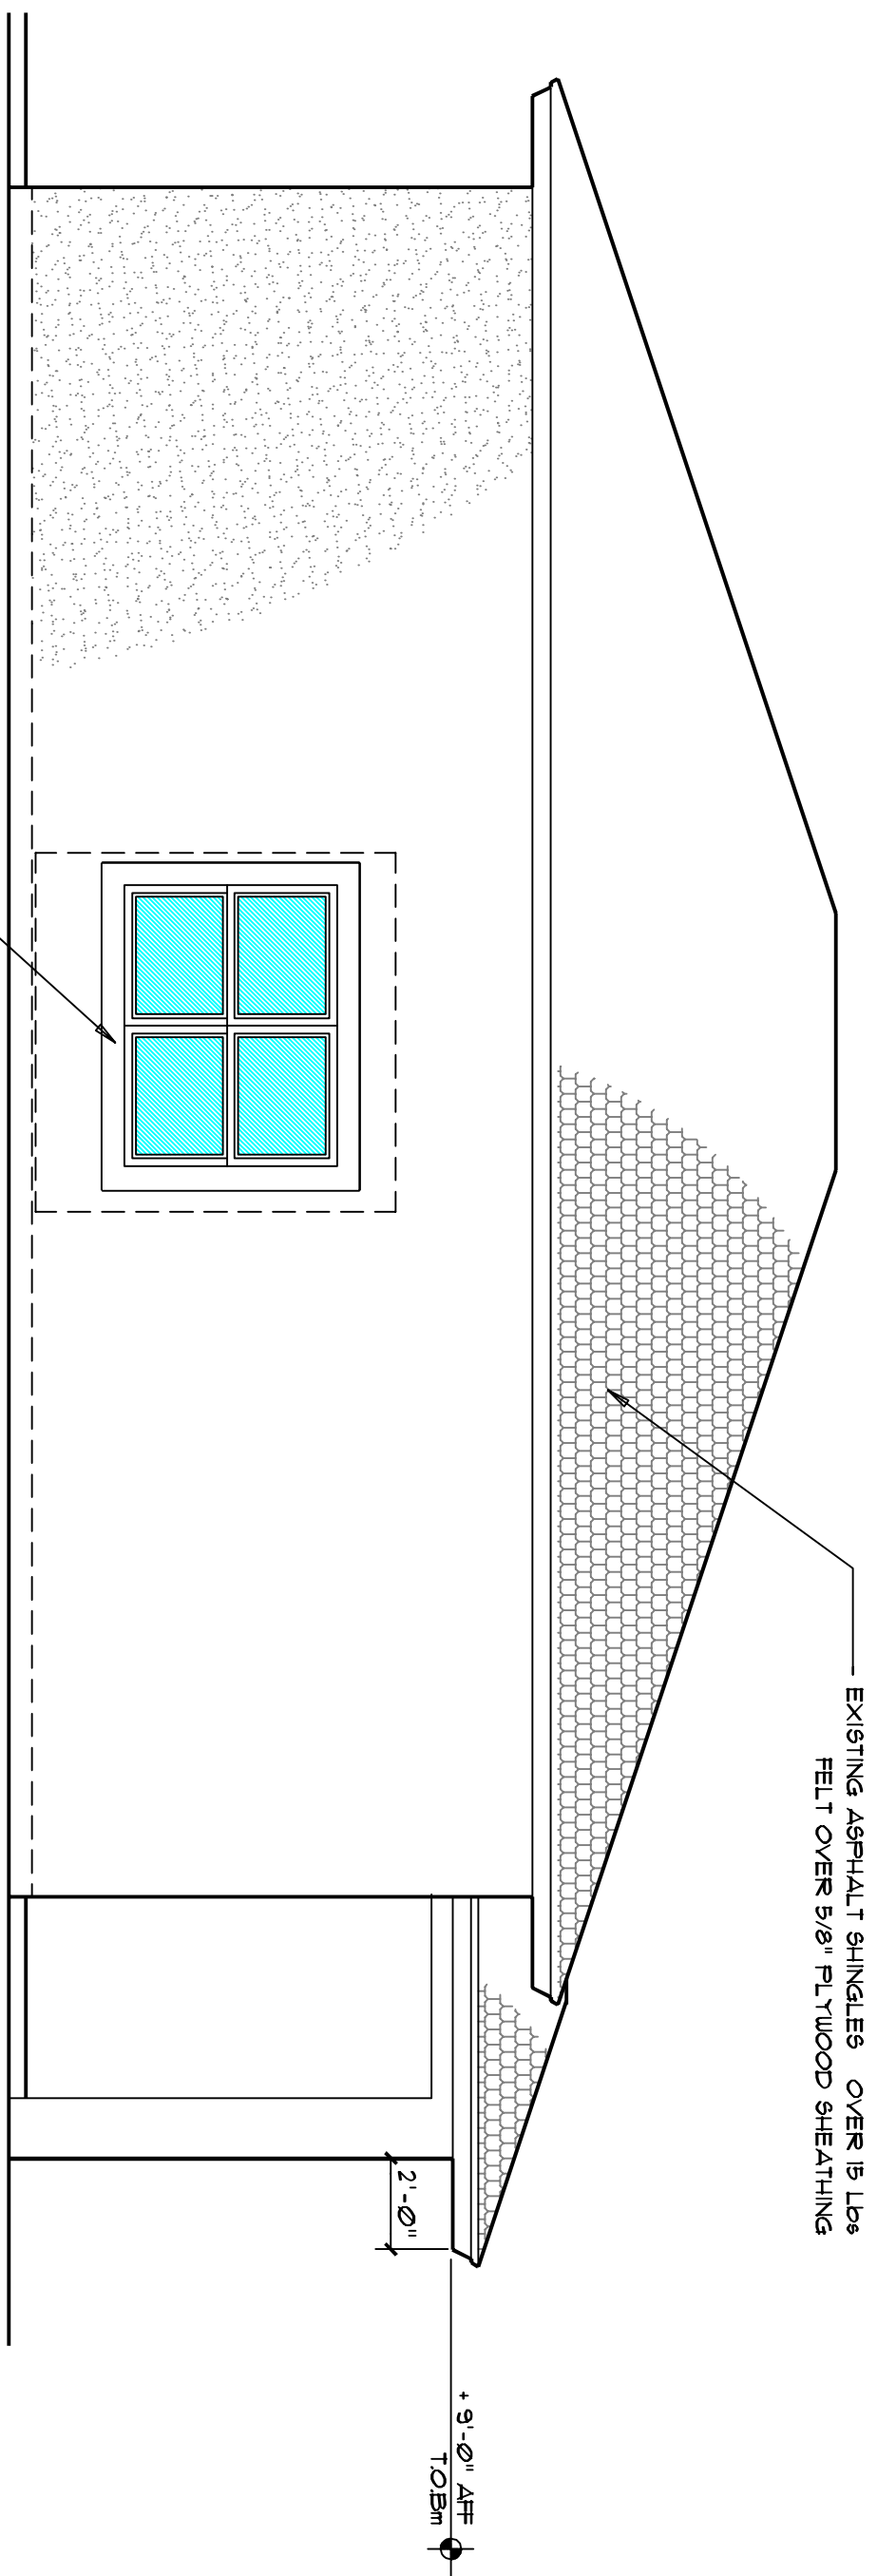 EXISTING ASPHALT SHINGLES OVER 15 Lbs
FELT OVER 5/8" PLYWOOD SHEATHING
2'-0"
+ 9'-0" AFF
T.O.Bm